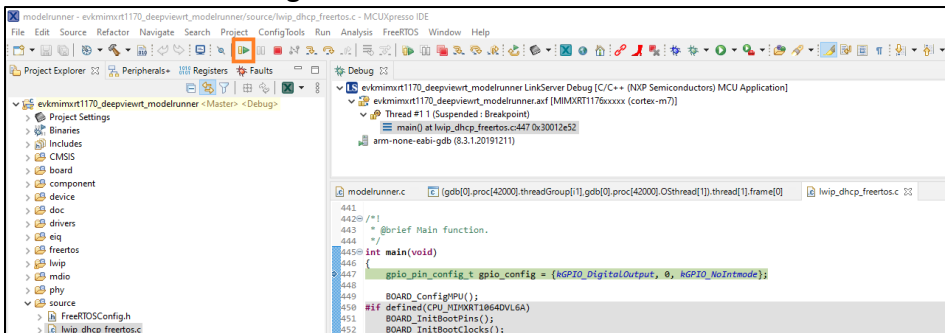 modelrunner - evkmimxrt1170_deepviewrt_modelrunner/source/lwip_dhcp_freertos.c - MCUXpresso IDE
File Edit Source Refactor Navigate Search Project ConfigTools Run Analysis FreeRTOS Window Help
Project Explorer Peripherals+ Registers Faults
evkmimxrt1170_deepviewrt_modelrunner <Master> <Debug>
Project Settings
Binaries
Includes
CMSIS
board
component
device
doc
drivers
eiq
freertos
lwip
mdio
phy
source
FreeRTOSConfig.h
lwip_dhcp_freertos.c
Debug
evkmimxrt1170_deepviewrt_modelrunner LinkServer Debug [C/C++ (NXP Semiconductors) MCU Application]
evkmimxrt1170_deepviewrt_modelrunner.axf [MIMXRT1176xxxxx (cortex-m7)]
Thread #1 1 (Suspended : Breakpoint)
main() at lwip_dhcp_freertos.c:447 0x30012e52
arm-none-eabi-gdb (8.3.1.20191211)
modelrunner.c {gdb[0].proc[42000].threadGroup[i1],gdb[0].proc[42000].OSthread[1]}.thread[1].frame[0] lwip_dhcp_freertos.c
441
442 /*!
443 * @brief Main function.
444 */
445 int main(void)
446 {
447 gpio_pin_config_t gpio_config = {kGPIO_DigitalOutput, 0, kGPIO_NoIntmode};
448
449 BOARD_ConfigMPU();
450 #if defined(CPU_MIMXRT1064DVL6A)
451 BOARD_InitBootPins();
452 BOARD_InitBootClocks();